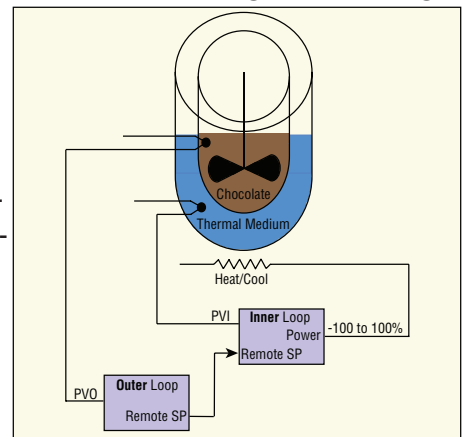 Chocolate
Thermal Medium
Heat/Cool
PVI
Inner Loop
Power
-100 to 100%
Remote SP
Outer Loop
PVO
Remote SP